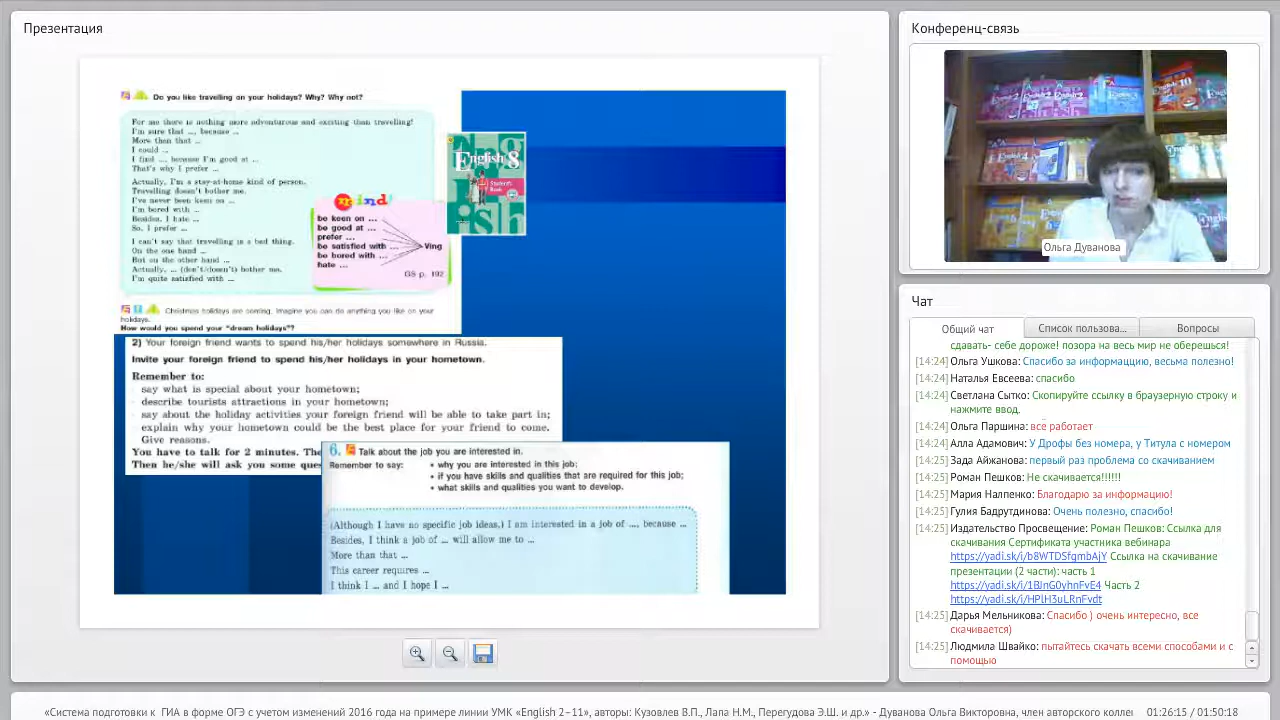 Презентация
Do you like travelling on your holidays? Why? Why not?
For me there is nothing more adventurous and exciting than travelling!
I'm sure that ..., because ...
More than that ...
I could ...
I find ..., because I'm good at ...
That's why I prefer ...
Actually, I'm a stay-at-home kind of person.
Travelling doesn't bother me.
I've never been keen on ...
I'm bored with ...
Besides, I hate ...
So, I prefer ...
I can't say that travelling is a bad thing.
On the one hand ...
But on the other hand ...
Actually, ... (don't/doesn't) bother me.
I'm quite satisfied with ...
mind!
be keen on ...
be good at ...
prefer ...
be satisfied with ...
be bored with ...
hate ...
Ving
GS p. 192
English 8
Student's
Book
ish
Christmas holidays are coming. Imagine you can do anything you like on your
holidays.
How would you spend your "dream holidays"?
2) Your foreign friend wants to spend his/her holidays somewhere in Russia.
Invite your foreign friend to spend his/her holidays in your hometown.
Remember to:
say what is special about your hometown;
describe tourists attractions in your hometown;
say about the holiday activities your foreign friend will be able to take part in;
explain why your hometown could be the best place for your friend to come.
Give reasons.
You have to talk for 2 minutes. The
Then he/she will ask you some ques
6. Talk about the job you are interested in.
Remember to say:
• why you are interested in this job;
• if you have skills and qualities that are required for this job;
• what skills and qualities you want to develop.
(Although I have no specific job ideas,) I am interested in a job of ..., because ...
Besides, I think a job of ... will allow me to ...
More than that ...
This career requires ...
I think I ... and I hope I ...
Конференц-связь
Ольга Дуванова
Чат
Общий чат
Список пользова...
Вопросы
сдавать- себе дороже! позора на весь мир не оберешься!
[14:24] Ольга Ушкова: Спасибо за информаццию, весьма полезно!
[14:24] Наталья Евсеева: спасибо
[14:24] Светлана Сытко: Скопируйте ссылку в браузерную строку и
нажмите ввод.
[14:24] Ольга Паршина: всё работает
[14:24] Алла Адамович: У Дрофы без номера, у Титула с номером
[14:25] Зада Айжанова: первый раз проблема со скачиванием
[14:25] Роман Пешков: Не скачивается!!!!!!
[14:25] Мария Налпенко: Благодарю за информацию!
[14:25] Гулия Бадрутдинова: Очень полезно, спасибо!
[14:25] Издательство Просвещение: Роман Пешков: Ссылка для
скачивания Сертификата участника вебинара
https://yadi.sk/i/b8WTDSfgmbAjY Ссылка на скачивание
презентации (2 части): часть 1
https://yadi.sk/i/1BJnG0yhnFvE4 Часть 2
https://yadi.sk/i/HPlH3uLRnFvdt
[14:25] Дарья Мельникова: Спасибо ) очень интересно, все
скачивается)
[14:25] Людмила Швайко: пытайтесь скачать всеми способами и с
помощью
«Система подготовки к ГИА в форме ОГЭ с учетом изменений 2016 года на примере линии УМК «English 2–11», авторы: Кузовлев В.П., Лапа Н.М., Перегудова Э.Ш. и др.» - Дуванова Ольга Викторовна, член авторского коллек
01:26:15 / 01:50:18